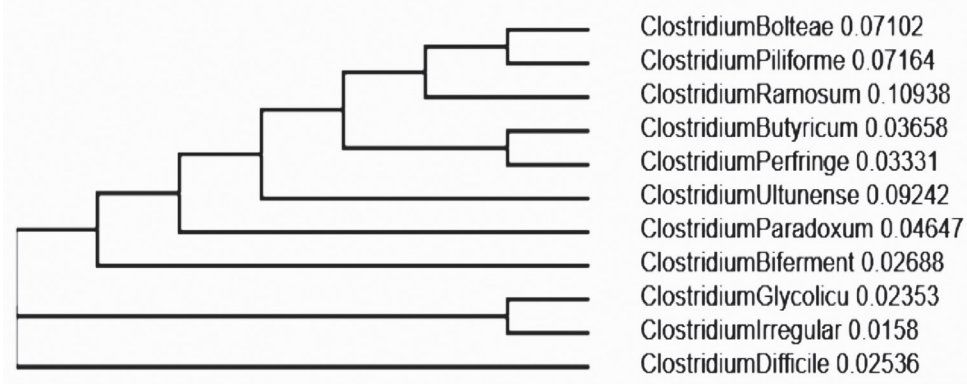 ClostridiumBolteae 0.07102
ClostridiumPiliforme 0.07164
ClostridiumRamosum 0.10938
ClostridiumButyricum 0.03658
ClostridiumPerfringe 0.03331
ClostridiumUltunense 0.09242
ClostridiumParadoxum 0.04647
ClostridiumBiferment 0.02688
ClostridiumGlycolicu 0.02353
ClostridiumIrregular 0.0158
ClostridiumDifficile 0.02536